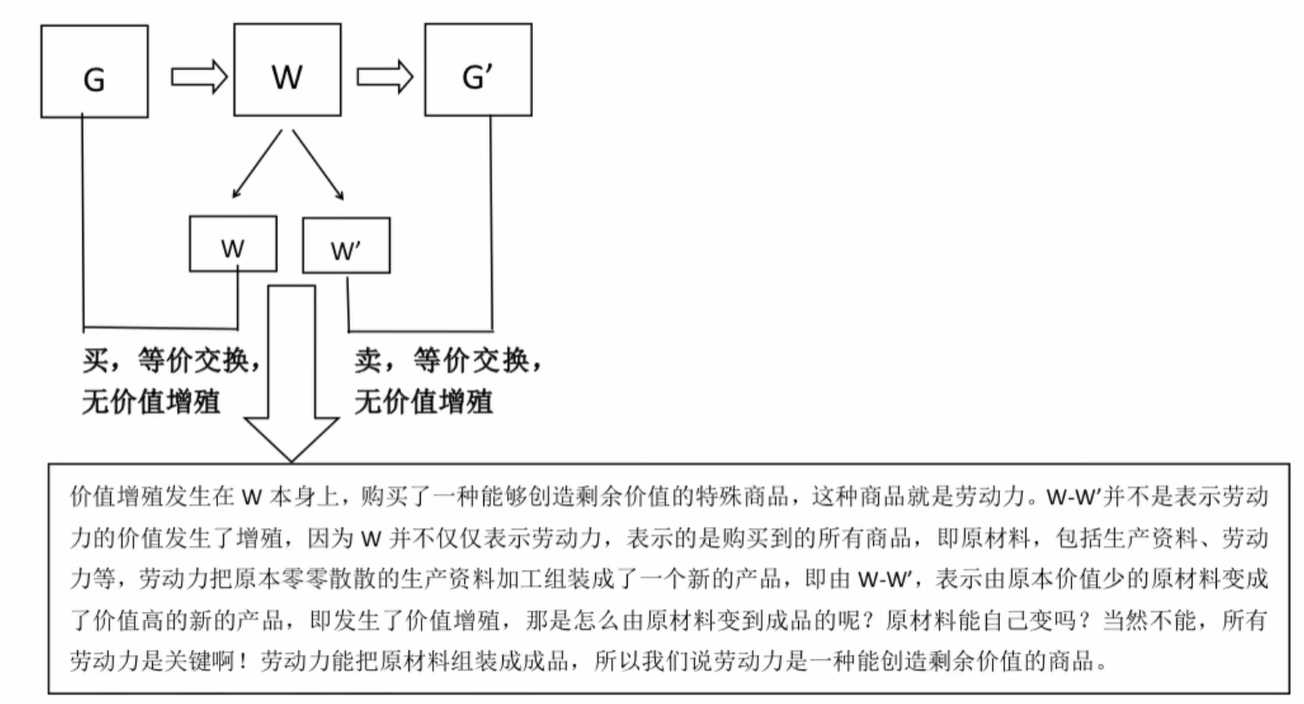 G
W
G’
W
W’
买，等价交换，
无价值增殖
卖，等价交换，
无价值增殖
价值增殖发生在 W 本身上，购买了一种能够创造剩余价值的特殊商品，这种商品就是劳动力。W-W’并不是表示劳动
力的价值发生了增殖，因为 W 并不仅仅表示劳动力，表示的是购买到的所有商品，即原材料，包括生产资料、劳动
力等，劳动力把原本零零散散的生产资料加工组装成了一个新的产品，即由 W-W’，表示由原本价值少的原材料变成
了价值高的新的产品，即发生了价值增殖，那是怎么由原材料变到成品的呢？原材料能自己变吗？当然不能，所有
劳动力是关键啊！劳动力能把原材料组装成成品，所以我们说劳动力是一种能创造剩余价值的商品。